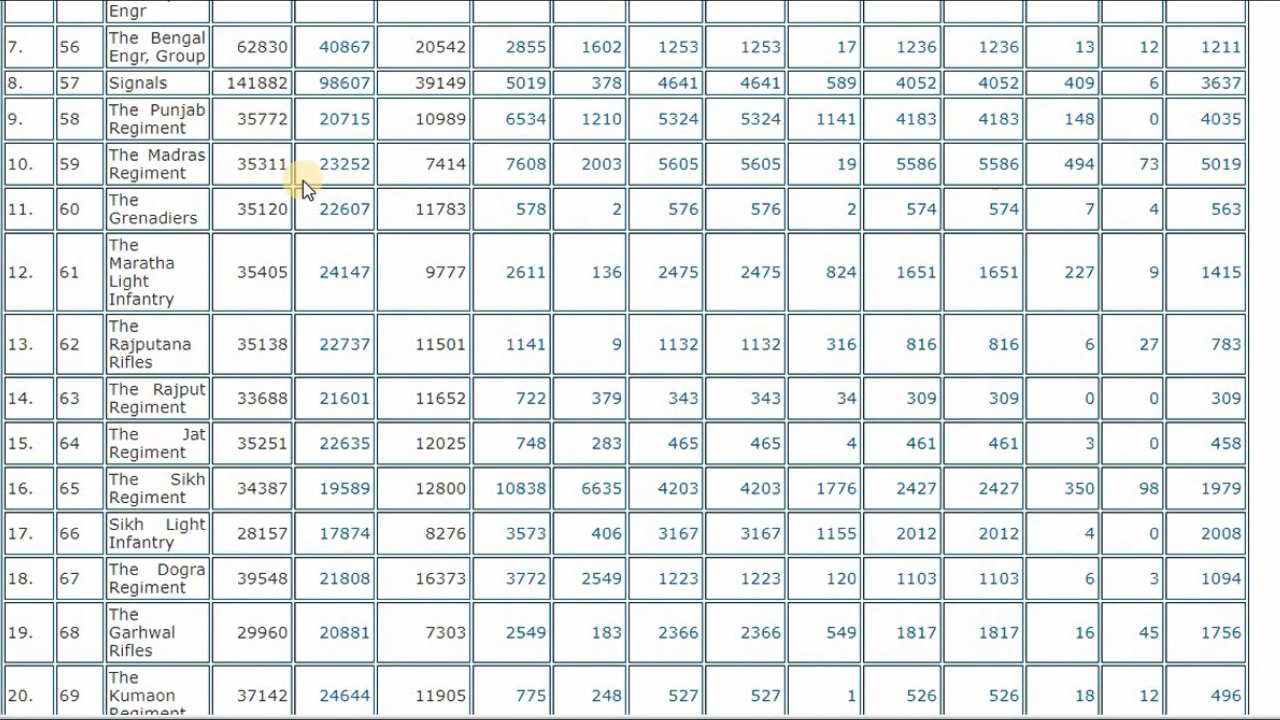 Engr
7. 56 The Bengal Engr, Group 62830 40867 20542 2855 1602 1253 1253 17 1236 1236 13 12 1211
8. 57 Signals 141882 98607 39149 5019 378 4641 4641 589 4052 4052 409 6 3637
9. 58 The Punjab Regiment 35772 20715 10989 6534 1210 5324 5324 1141 4183 4183 148 0 4035
10. 59 The Madras Regiment 35311 23252 7414 7608 2003 5605 5605 19 5586 5586 494 73 5019
11. 60 The Grenadiers 35120 22607 11783 578 2 576 576 2 574 574 7 4 563
12. 61 The Maratha Light Infantry 35405 24147 9777 2611 136 2475 2475 824 1651 1651 227 9 1415
13. 62 The Rajputana Rifles 35138 22737 11501 1141 9 1132 1132 316 816 816 6 27 783
14. 63 The Rajput Regiment 33688 21601 11652 722 379 343 343 34 309 309 0 0 309
15. 64 The Jat Regiment 35251 22635 12025 748 283 465 465 4 461 461 3 0 458
16. 65 The Sikh Regiment 34387 19589 12800 10838 6635 4203 4203 1776 2427 2427 350 98 1979
17. 66 Sikh Light Infantry 28157 17874 8276 3573 406 3167 3167 1155 2012 2012 4 0 2008
18. 67 The Dogra Regiment 39548 21808 16373 3772 2549 1223 1223 120 1103 1103 6 3 1094
19. 68 The Garhwal Rifles 29960 20881 7303 2549 183 2366 2366 549 1817 1817 16 45 1756
20. 69 The Kumaon Regiment 37142 24644 11905 775 248 527 527 1 526 526 18 12 496